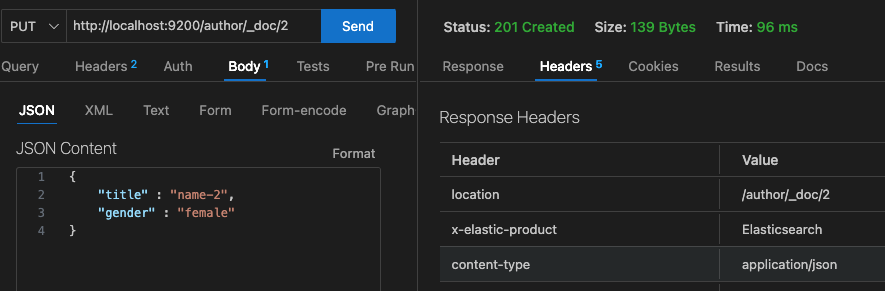 PUT http://localhost:9200/author/_doc/2 Send
Query Headers 2 Auth Body 1 Tests Pre Run
JSON XML Text Form Form-encode Graph
JSON Content Format
1 {
2 "title" : "name-2",
3 "gender" : "female"
4 }
Status: 201 Created Size: 139 Bytes Time: 96 ms
Response Headers 5 Cookies Results Docs
Response Headers
Header Value
location /author/_doc/2
x-elastic-product Elasticsearch
content-type application/json